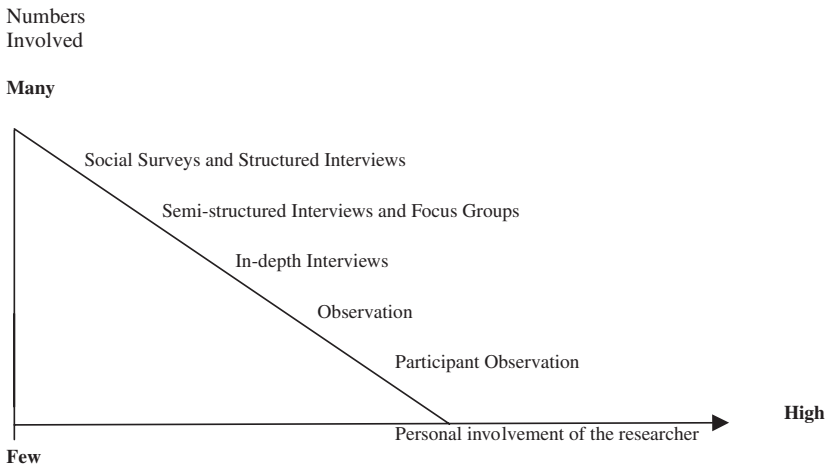 Numbers
Involved
Many
Social Surveys and Structured Interviews
Semi-structured Interviews and Focus Groups
In-depth Interviews
Observation
Participant Observation
High
Personal involvement of the researcher
Few